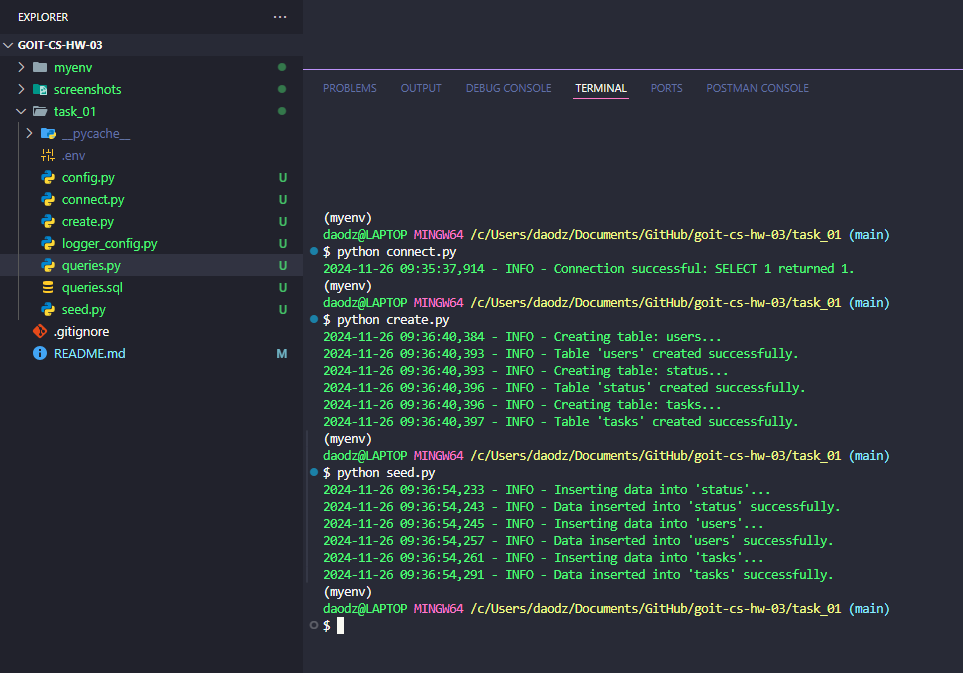 EXPLORER
GOIT-CS-HW-03
myenv
screenshots
task_01
__pycache__
.env
config.py U
connect.py U
create.py U
logger_config.py U
queries.py U
queries.sql U
seed.py U
.gitignore
README.md M
PROBLEMS OUTPUT DEBUG CONSOLE TERMINAL PORTS POSTMAN CONSOLE
(myenv)
daodz@LAPTOP MINGW64 /c/Users/daodz/Documents/GitHub/goit-cs-hw-03/task_01 (main)
$ python connect.py
2024-11-26 09:35:37,914 - INFO - Connection successful: SELECT 1 returned 1.
(myenv)
daodz@LAPTOP MINGW64 /c/Users/daodz/Documents/GitHub/goit-cs-hw-03/task_01 (main)
$ python create.py
2024-11-26 09:36:40,384 - INFO - Creating table: users...
2024-11-26 09:36:40,393 - INFO - Table 'users' created successfully.
2024-11-26 09:36:40,393 - INFO - Creating table: status...
2024-11-26 09:36:40,396 - INFO - Table 'status' created successfully.
2024-11-26 09:36:40,396 - INFO - Creating table: tasks...
2024-11-26 09:36:40,397 - INFO - Table 'tasks' created successfully.
(myenv)
daodz@LAPTOP MINGW64 /c/Users/daodz/Documents/GitHub/goit-cs-hw-03/task_01 (main)
$ python seed.py
2024-11-26 09:36:54,233 - INFO - Inserting data into 'status'...
2024-11-26 09:36:54,243 - INFO - Data inserted into 'status' successfully.
2024-11-26 09:36:54,245 - INFO - Inserting data into 'users'...
2024-11-26 09:36:54,257 - INFO - Data inserted into 'users' successfully.
2024-11-26 09:36:54,261 - INFO - Inserting data into 'tasks'...
2024-11-26 09:36:54,291 - INFO - Data inserted into 'tasks' successfully.
(myenv)
daodz@LAPTOP MINGW64 /c/Users/daodz/Documents/GitHub/goit-cs-hw-03/task_01 (main)
$